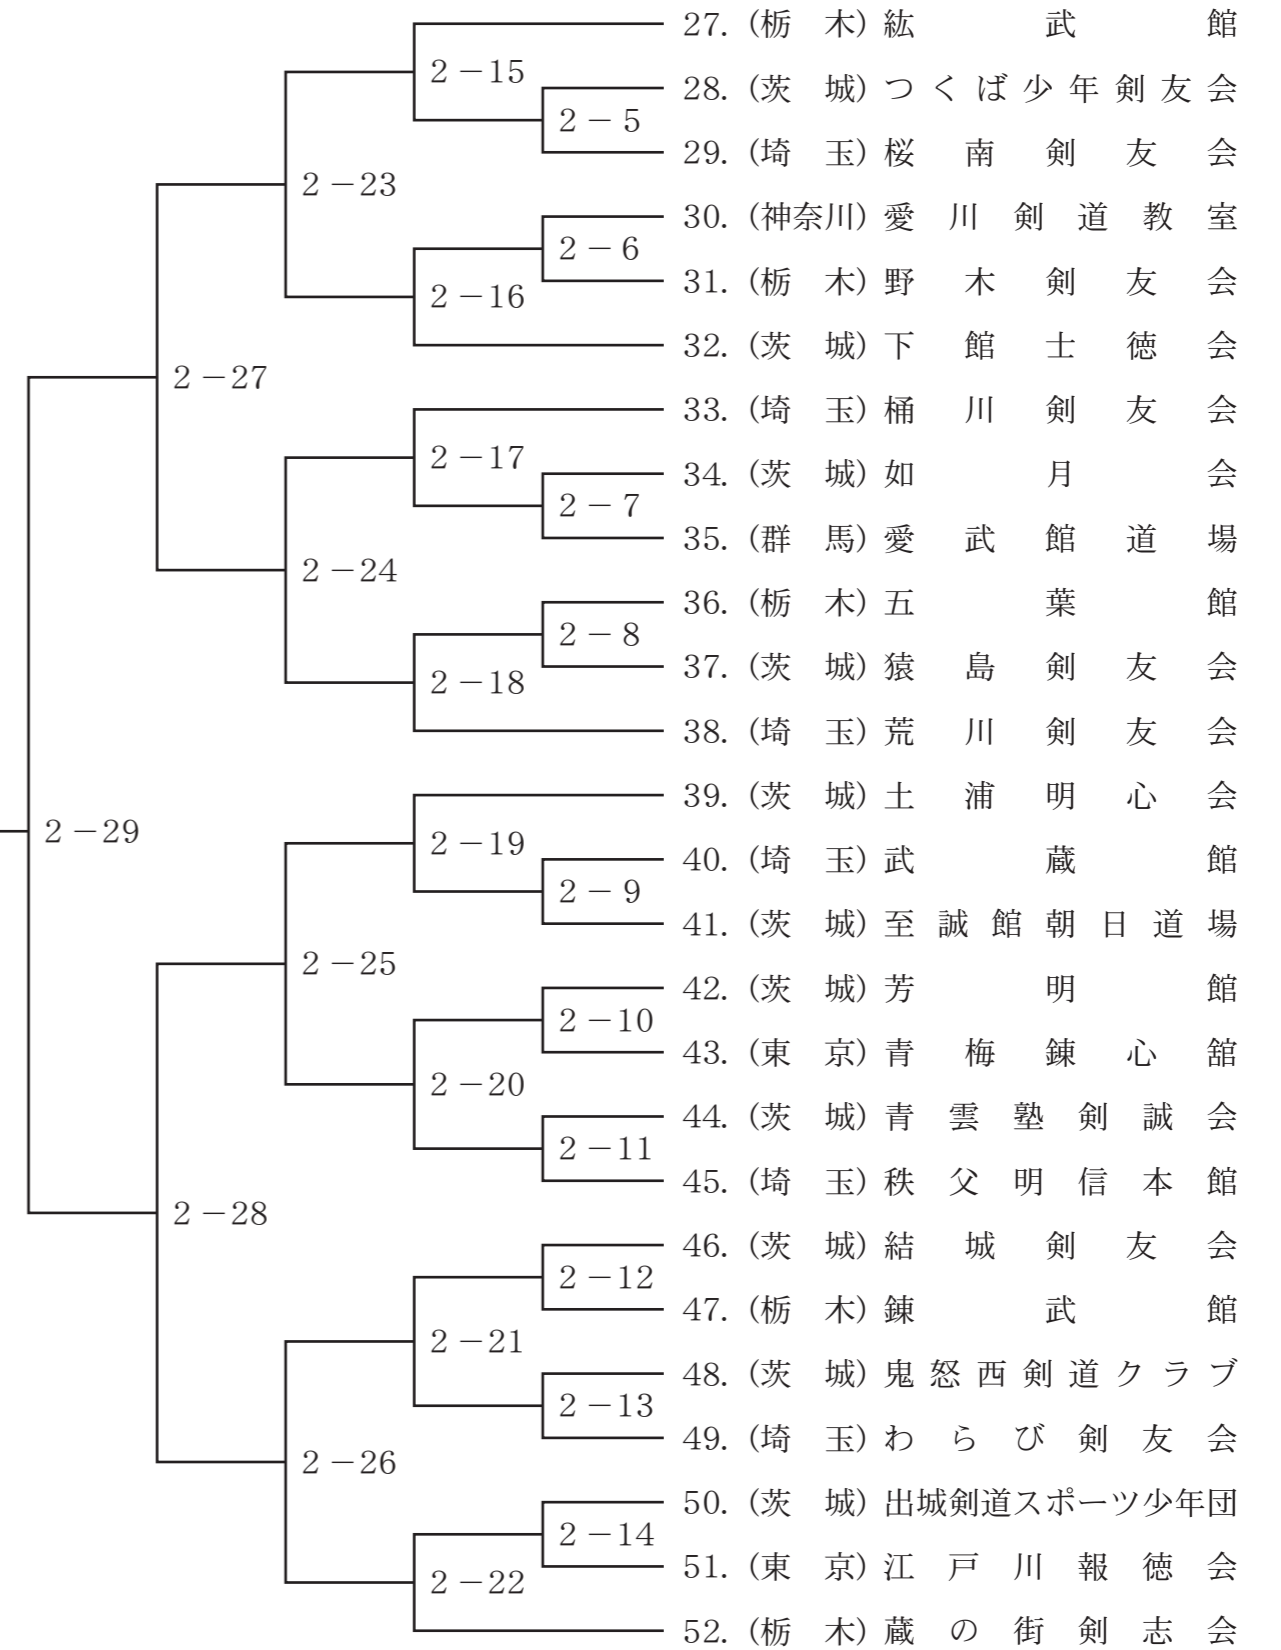 27. (栃 木) 紘武館
2－15
28. (茨 城) つくば少年剣友会
2－5
29. (埼 玉) 桜南剣友会
2－23
30. (神奈川) 愛川剣道教室
2－6
31. (栃 木) 野木剣友会
2－16
32. (茨 城) 下館士徳会
2－27
33. (埼 玉) 桶川剣友会
2－17
34. (茨 城) 如月会
2－7
35. (群 馬) 愛武館道場
2－24
36. (栃 木) 五葉館
2－8
37. (茨 城) 猿島剣友会
2－18
38. (埼 玉) 荒川剣友会
39. (茨 城) 土浦明心会
2－29
2－19
40. (埼 玉) 武蔵館
2－9
41. (茨 城) 至誠館朝日道場
2－25
42. (茨 城) 芳明館
2－10
43. (東 京) 青梅錬心舘
2－20
44. (茨 城) 青雲塾剣誠会
2－11
45. (埼 玉) 秩父明信本館
2－28
46. (茨 城) 結城剣友会
2－12
47. (栃 木) 錬武館
2－21
48. (茨 城) 鬼怒西剣道クラブ
2－13
49. (埼 玉) わらび剣友会
2－26
50. (茨 城) 出城剣道スポーツ少年団
2－14
51. (東 京) 江戸川報徳会
2－22
52. (栃 木) 蔵の街剣志会